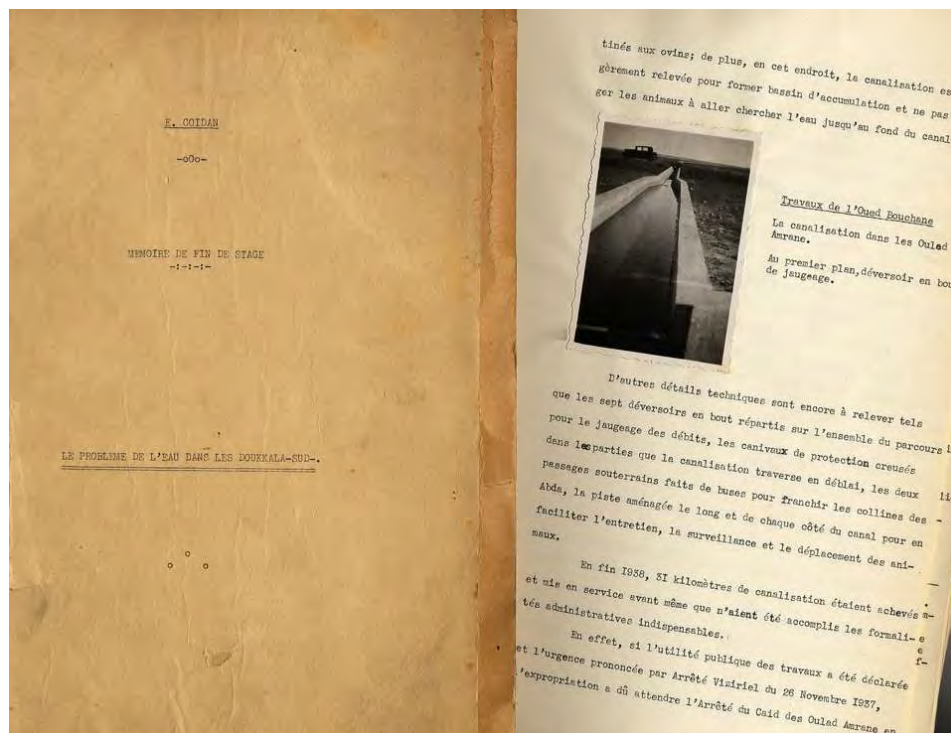 E. COIDAN
-oOo-
MEMOIRE DE FIN DE STAGE
-:-:-:-
LE PROBLEME DE L'EAU DANS LES DOUKKALA-SUD-.
o
o o
tinés aux ovins; de plus, en cet endroit, la canalisation es
gèrement relevée pour former bassin d'accumulation et ne pas
ger les animaux à aller chercher l'eau jusqu'au fond du canal
Travaux de l'Oued Bouchane
La canalisation dans les Oulad
Amrane.
Au premier plan,déversoir en bou
de jaugeage.
D'autres détails techniques sont encore à relever tels
que les sept déversoirs en bout répartis sur l'ensemble du parcours
pour le jaugeage des débits, les canivaux de protection creusés
dans les parties que la canalisation traverse en déblai, les deux
passages souterrains faits de buses pour franchir les collines des
Abda, la piste aménagée le long et de chaque côté du canal pour en
faciliter l'entretien, la surveillance et le déplacement des ani-
maux.
En fin I938, 3I kilomètres de canalisation étaient achevés
et mis en service avant même que n'aient été accomplis les formali-
tés administratives indispensables.
En effet, si l'utilité publique des travaux a été déclarée
et l'urgence prononcée par Arrêté Viziriel du 26 Novembre I937,
'expropriation a dû attendre l'Arrêté du Caid des Oulad Amrane en